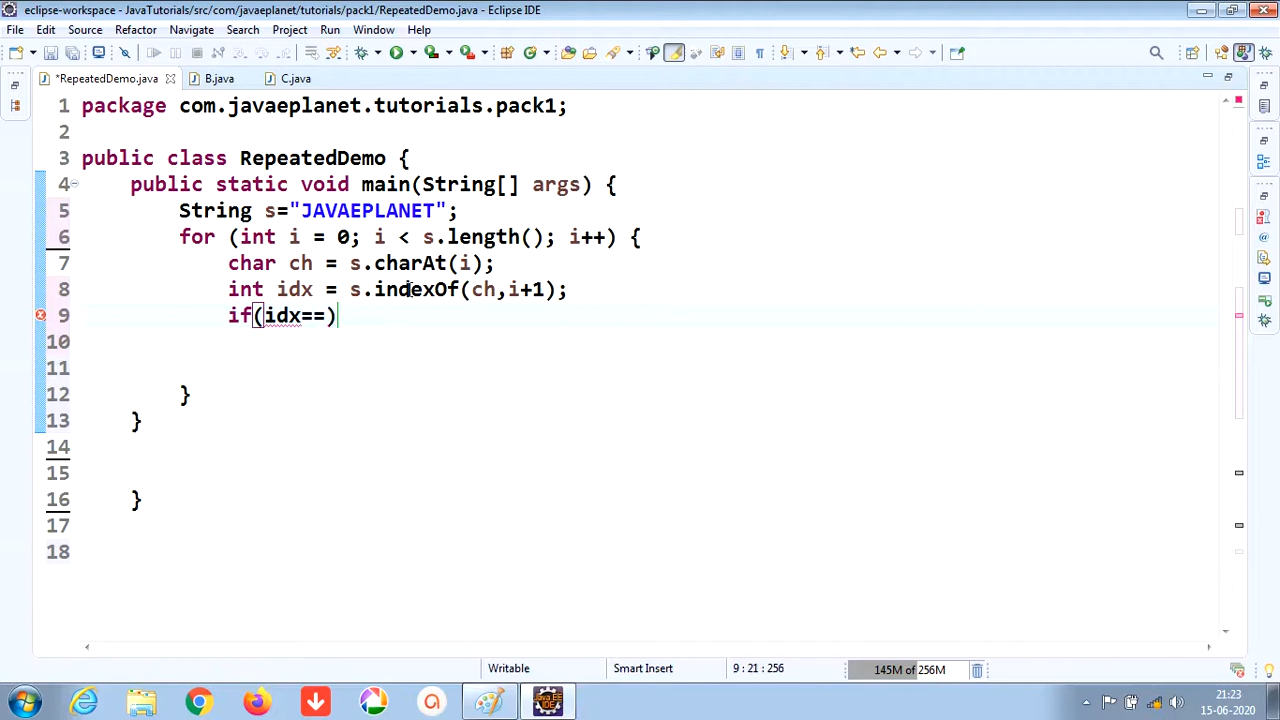 eclipse-workspace - JavaTutorials/src/com/javaeplanet/tutorials/pack1/RepeatedDemo.java - Eclipse IDE
File Edit Source Refactor Navigate Search Project Run Window Help
*RepeatedDemo.java B.java C.java
1 package com.javaeplanet.tutorials.pack1;
2
3 public class RepeatedDemo {
4 public static void main(String[] args) {
5 String s="JAVAEPLANET";
6 for (int i = 0; i < s.length(); i++) {
7 char ch = s.charAt(i);
8 int idx = s.indexOf(ch,i+1);
9 if(idx==)
10
11
12 }
13 }
14
15
16 }
17
18
Writable Smart Insert 9 : 21 : 256 145M of 256M
21:23
15-06-2020